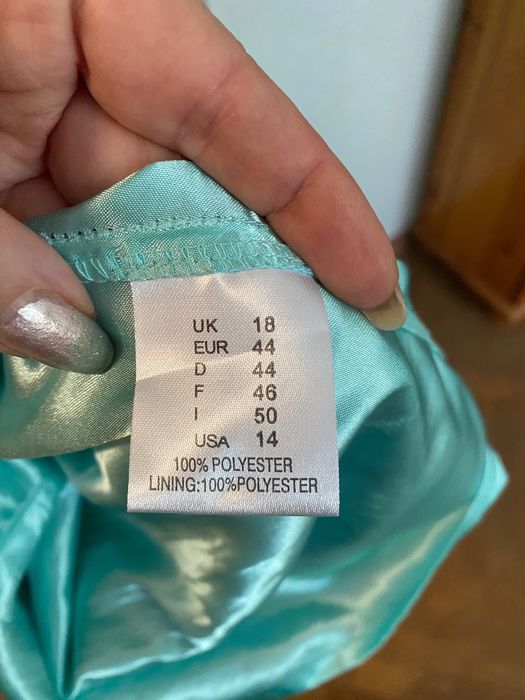 UK 18
EUR 44
D 44
F 46
I 50
USA 14
100% POLYESTER
LINING:100%POLYESTER